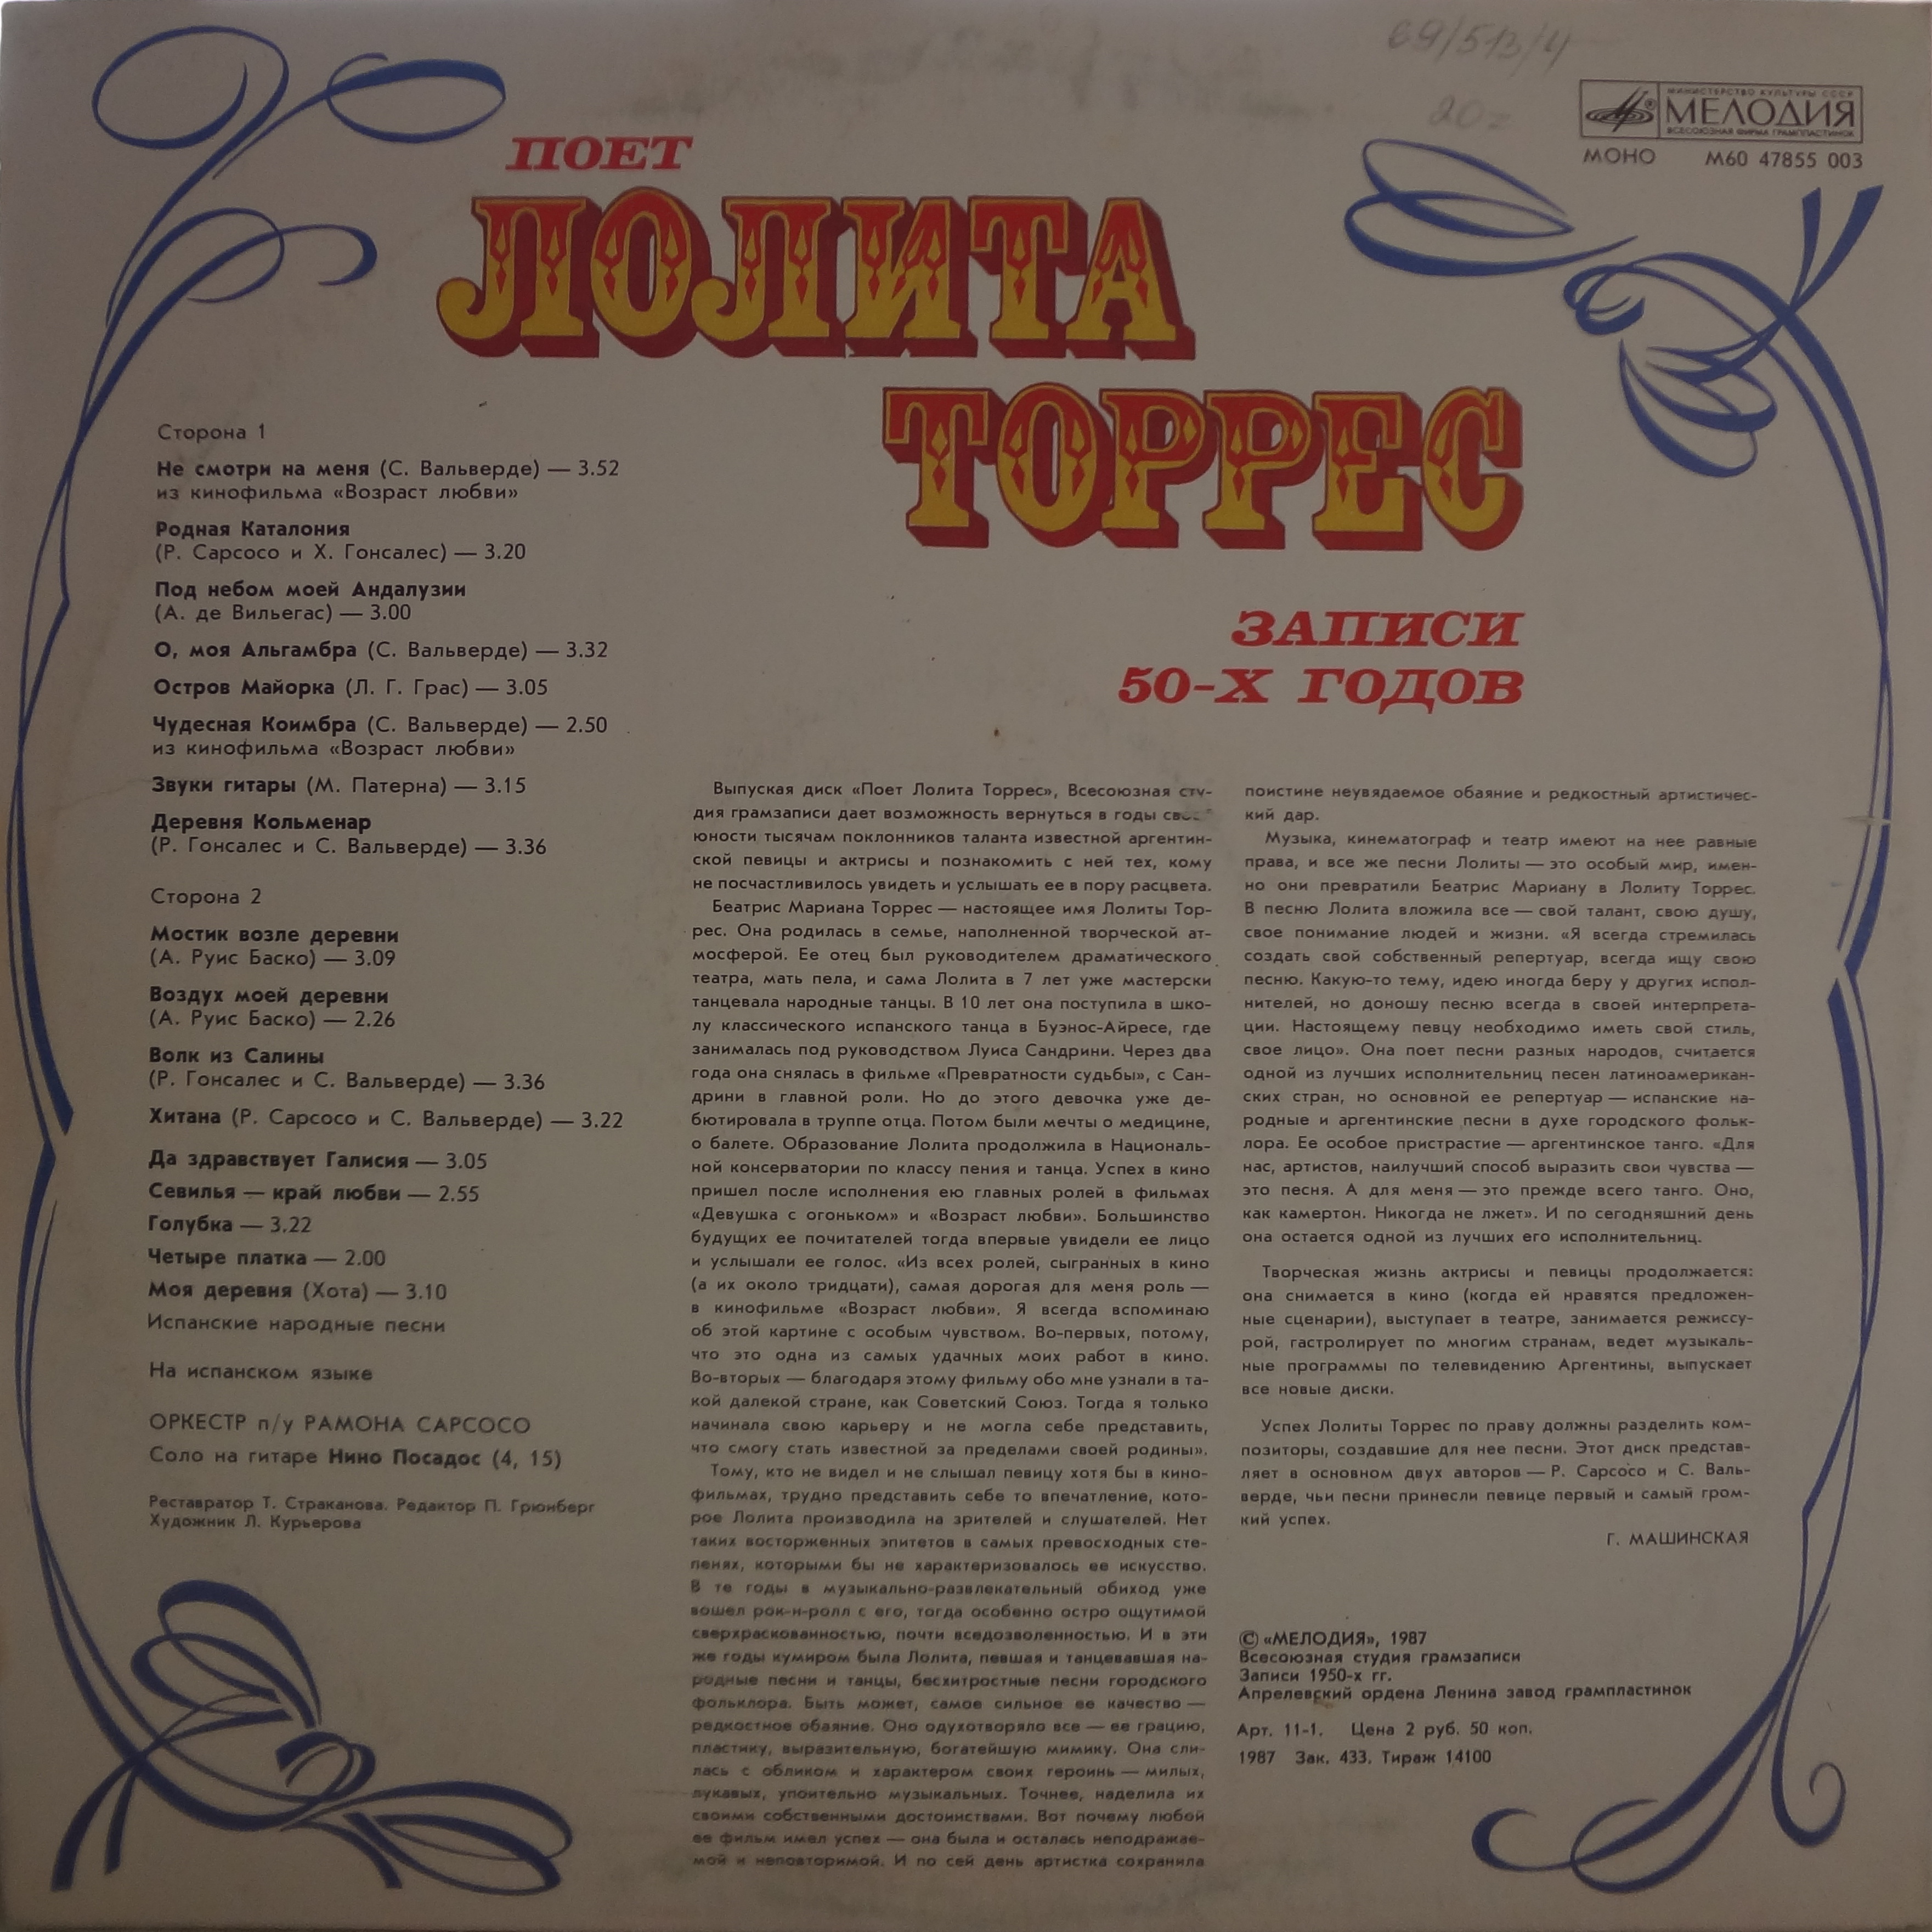 69/513/4
МИНИСТЕРСТВО КУЛЬТУРЫ СССР
МЕЛОДИЯ
ВСЕСОЮЗНАЯ ФИРМА ГРАМПЛАСТИНОК
МОНО М60 47855 003
ПОЕТ
ЛОЛИТА
ТОРРЕС
ЗАПИСИ
50-Х ГОДОВ
Сторона 1
Не смотри на меня (С. Вальверде) — 3.52
из кинофильма «Возраст любви»
Родная Каталония
(Р. Сарсосо и Х. Гонсалес) — 3.20
Под небом моей Андалузии
(А. де Вильегас) — 3.00
О, моя Альгамбра (С. Вальверде) — 3.32
Остров Майорка (Л. Г. Грас) — 3.05
Чудесная Коимбра (С. Вальверде) — 2.50
из кинофильма «Возраст любви»
Звуки гитары (М. Патерна) — 3.15
Деревня Кольменар
(Р. Гонсалес и С. Вальверде) — 3.36
Сторона 2
Мостик возле деревни
(А. Руис Баско) — 3.09
Воздух моей деревни
(А. Руис Баско) — 2.26
Волк из Салины
(Р. Гонсалес и С. Вальверде) — 3.36
Хитана (Р. Сарсосо и С. Вальверде) — 3.22
Да здравствует Галисия — 3.05
Севилья — край любви — 2.55
Голубка — 3.22
Четыре платка — 2.00
Моя деревня (Хота) — 3.10
Испанские народные песни
На испанском языке
ОРКЕСТР п/у РАМОНА САРСОСО
Соло на гитаре Нино Посадос (4, 15)
Реставратор Т. Страканова. Редактор П. Грюнберг
Художник Л. Курьерова
Выпуская диск «Поет Лолита Торрес», Всесоюзная сту-
дия грамзаписи дает возможность вернуться в годы
юности тысячам поклонников таланта известной аргентин-
ской певицы и актрисы и познакомить с ней тех, кому
не посчастливилось увидеть и услышать ее в пору расцвета.
Беатрис Мариана Торрес — настоящее имя Лолиты Тор-
рес. Она родилась в семье, наполненной творческой ат-
мосферой. Ее отец был руководителем драматического
театра, мать пела, и сама Лолита в 7 лет уже мастерски
танцевала народные танцы. В 10 лет она поступила в шко-
лу классического испанского танца в Буэнос-Айресе, где
занималась под руководством Луиса Сандрини. Через два
года она снялась в фильме «Превратности судьбы», с Сан-
дрини в главной роли. Но до этого девочка уже де-
бютировала в труппе отца. Потом были мечты о медицине,
о балете. Образование Лолита продолжила в Националь-
ной консерватории по классу пения и танца. Успех в кино
пришел после исполнения ею главных ролей в фильмах
«Девушка с огоньком» и «Возраст любви». Большинство
будущих ее почитателей тогда впервые увидели ее лицо
и услышали ее голос. «Из всех ролей, сыгранных в кино
(а их около тридцати), самая дорогая для меня роль —
в кинофильме «Возраст любви». Я всегда вспоминаю
об этой картине с особым чувством. Во-первых, потому,
что это одна из самых удачных моих работ в кино.
Во-вторых — благодаря этому фильму обо мне узнали в та-
кой далекой стране, как Советский Союз. Тогда я только
начинала свою карьеру и не могла себе представить,
что смогу стать известной за пределами своей родины».
Тому, кто не видел и не слышал певицу хотя бы в кино-
фильмах, трудно представить себе то впечатление, кото-
рое Лолита производила на зрителей и слушателей. Нет
таких восторженных эпитетов в самых превосходных сте-
пенях, которыми бы не характеризовалось ее искусство.
В те годы в музыкально-развлекательный обиход уже
вошел рок-н-ролл с его, тогда особенно остро ощутимой
сверхраскованностью, почти вседозволенностью. И в эти
же годы кумиром была Лолита, певшая и танцевавшая на-
родные песни и танцы, бесхитростные песни городского
фольклора. Быть может, самое сильное ее качество —
редкостное обаяние. Оно одухотворяло все — ее грацию,
пластику, выразительную, богатейшую мимику. Она сли-
лась с обликом и характером своих героинь — милых,
лукавых, упоительно музыкальных. Точнее, наделила их
своими собственными достоинствами. Вот почему любой
ее фильм имел успех — она была и осталась неподражае-
мой и неповторимой. И по сей день артистка сохранила
поистине неувядаемое обаяние и редкостный артистичес-
кий дар.
Музыка, кинематограф и театр имеют на нее равные
права, и все же песни Лолиты — это особый мир, имен-
но они превратили Беатрис Мариану в Лолиту Торрес.
В песню Лолита вложила все — свой талант, свою душу,
свое понимание людей и жизни. «Я всегда стремилась
создать свой собственный репертуар, всегда ищу свою
песню. Какую-то тему, идею иногда беру у других испол-
нителей, но доношу песню всегда в своей интерпрета-
ции. Настоящему певцу необходимо иметь свой стиль,
свое лицо». Она поет песни разных народов, считается
одной из лучших исполнительниц песен латиноамерикан-
ских стран, но основной ее репертуар — испанские на-
родные и аргентинские песни в духе городского фольк-
лора. Ее особое пристрастие — аргентинское танго. «Для
нас, артистов, наилучший способ выразить свои чувства —
это песня. А для меня — это прежде всего танго. Оно,
как камертон. Никогда не лжет». И по сегодняшний день
она остается одной из лучших его исполнительниц.
Творческая жизнь актрисы и певицы продолжается:
она снимается в кино (когда ей нравятся предложен-
ные сценарии), выступает в театре, занимается режиссу-
рой, гастролирует по многим странам, ведет музыкаль-
ные программы по телевидению Аргентины, выпускает
все новые диски.
Успех Лолиты Торрес по праву должны разделить ком-
позиторы, создавшие для нее песни. Этот диск представ-
ляет в основном двух авторов — Р. Сарсосо и С. Валь-
верде, чьи песни принесли певице первый и самый гром-
кий успех.
Г. МАШИНСКАЯ
© «МЕЛОДИЯ», 1987
Всесоюзная студия грамзаписи
Записи 1950-х гг.
Апрелевский ордена Ленина завод грампластинок
Арт. 11-1. Цена 2 руб. 50 коп.
1987 Зак. 433. Тираж 14100